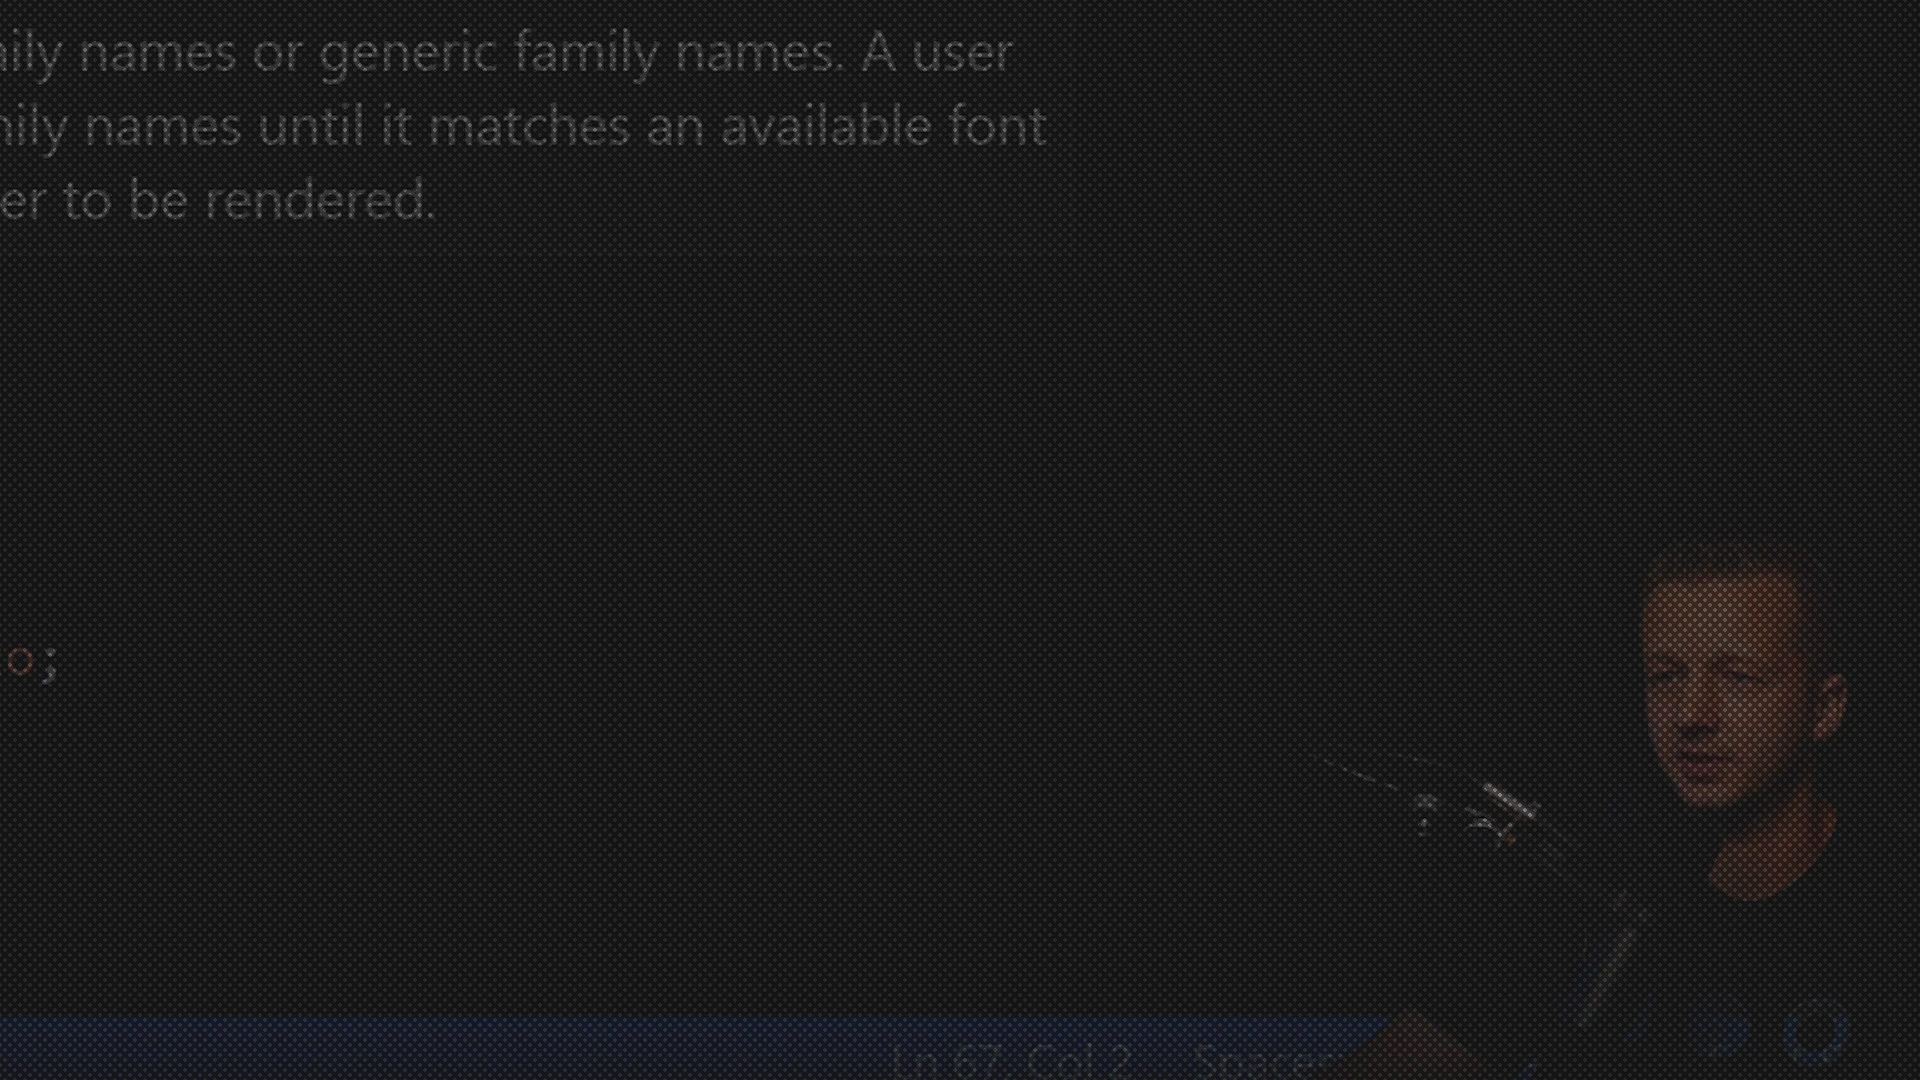 ily names or generic family names. A user
ily names until it matches an available font
er to be rendered.
o;
Ln 67, Col 2 Spaces